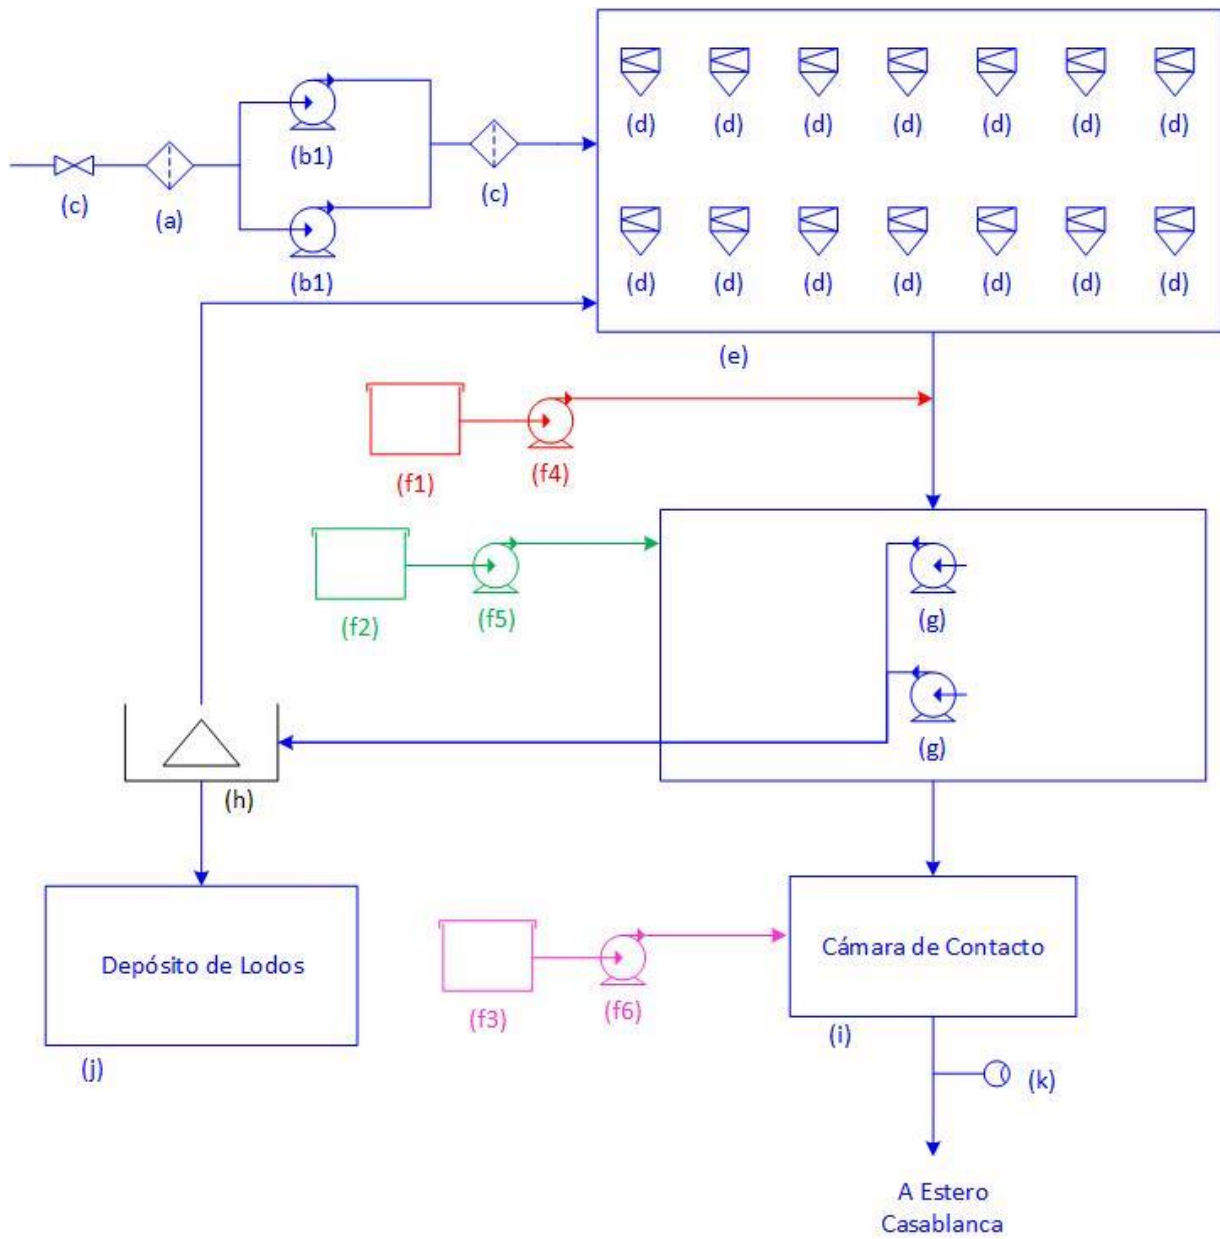 (d) (d) (d) (d) (d) (d) (d)
(b1)
(c) (a) (c)
(b1)
(d) (d) (d) (d) (d) (d) (d)
(e)
(f1) (f4)
(f2) (f5)
(g)
(g)
(h)
Depósito de Lodos
Cámara de Contacto
(f3) (f6)
(i)
(j)
(k)
A Estero
Casablanca